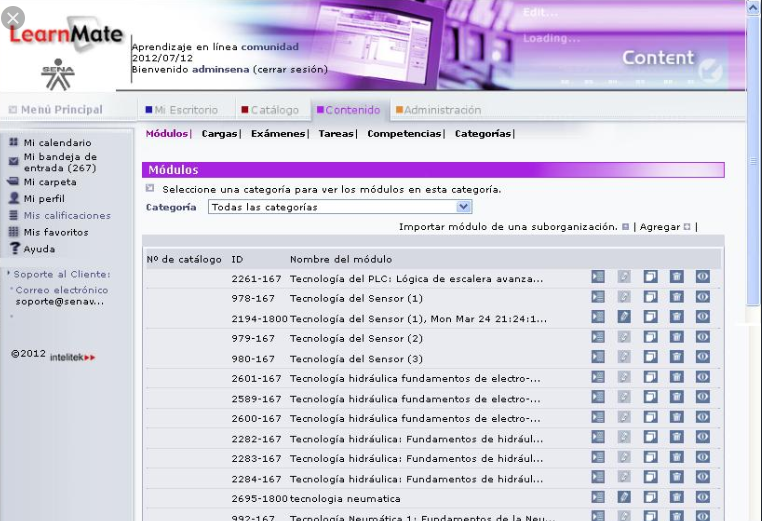 LearnMate
SENA
Aprendizaje en línea comunidad
2012/07/12
Bienvenido adminsena (cerrar sesión)
Edit...
Loading...
Content
Menú Principal
Mi Escritorio Catálogo Contenido Administración
Módulos| Cargas| Exámenes| Tareas| Competencias| Categorías|
Mi calendario
Mi bandeja de
entrada (267)
Mi carpeta
Mi perfil
Mis calificaciones
Mis favoritos
? Ayuda
Soporte al Cliente:
Correo electrónico
soporte@senav...
©2012 intelitek
Módulos
Seleccione una categoría para ver los módulos en esta categoría.
Categoría Todas las categorías
Importar módulo de una suborganización. | Agregar |
Nº de catálogo ID Nombre del módulo
2261-167 Tecnología del PLC: Lógica de escalera avanza...
978-167 Tecnología del Sensor (1)
2194-1800 Tecnología del Sensor (1), Mon Mar 24 21:24:1...
979-167 Tecnología del Sensor (2)
980-167 Tecnología del Sensor (3)
2601-167 Tecnología hidráulica fundamentos de electro-...
2589-167 Tecnología hidráulica fundamentos de electro-...
2600-167 Tecnología hidráulica fundamentos de electro-...
2282-167 Tecnología hidráulica: Fundamentos de hidrául...
2283-167 Tecnología hidráulica: Fundamentos de hidrául...
2284-167 Tecnología hidráulica: Fundamentos de hidrául...
2695-1800 tecnologia neumatica
992-167 Tecnología Neumática 1: Fundamentos de la Neu...